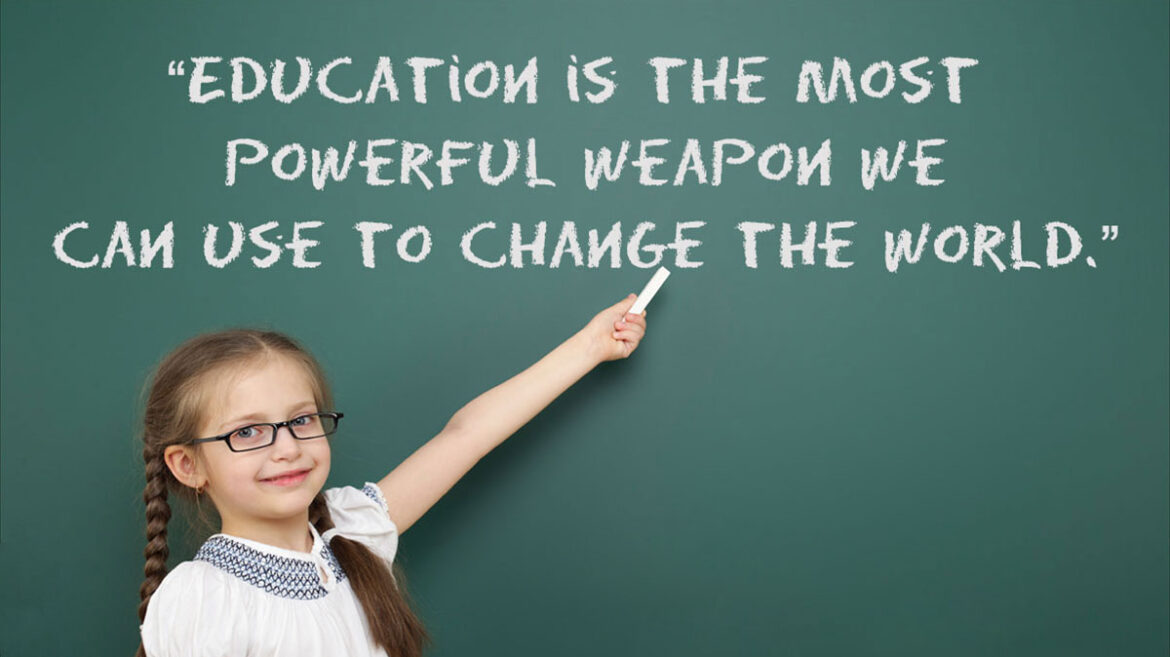 “EDUCATION IS THE MOST
POWERFUL WEAPON WE
CAN USE TO CHANGE THE WORLD.”